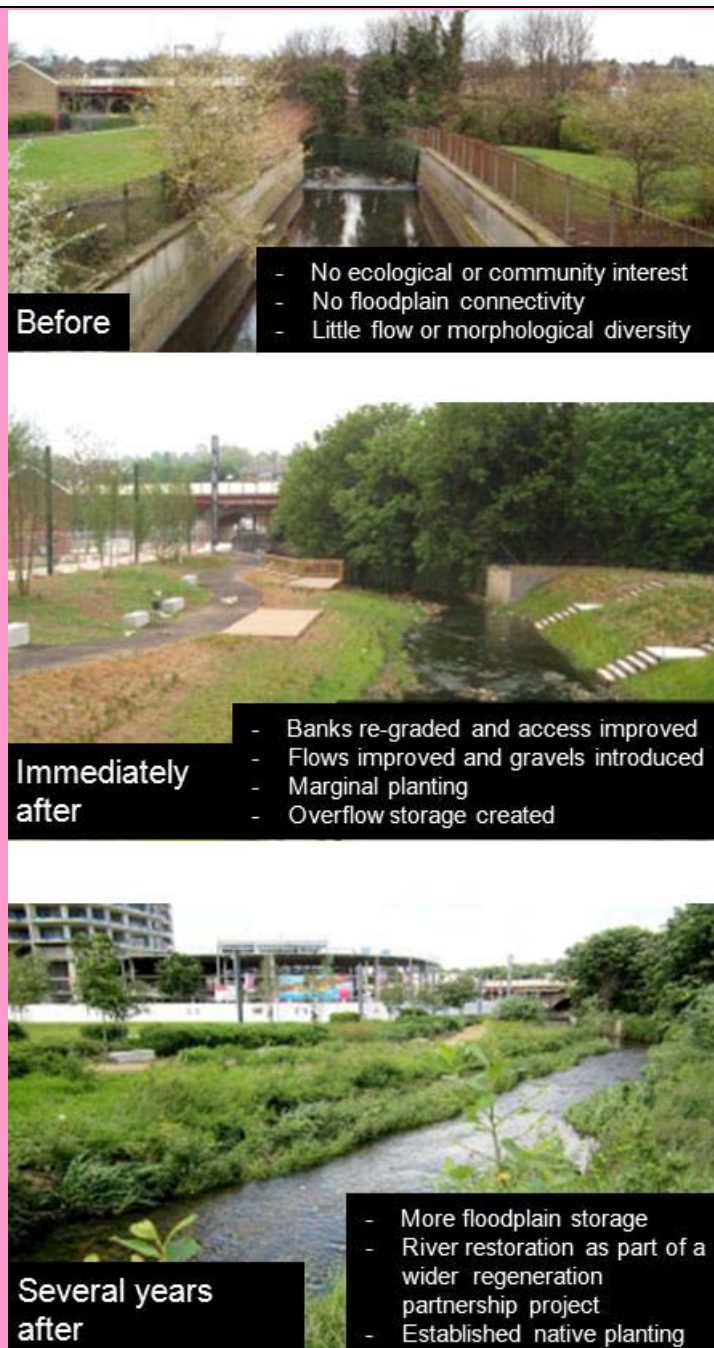 Before
- No ecological or community interest
- No floodplain connectivity
- Little flow or morphological diversity
Immediately
after
- Banks re-graded and access improved
- Flows improved and gravels introduced
- Marginal planting
- Overflow storage created
Several years
after
- More floodplain storage
- River restoration as part of a
wider regeneration
partnership project
- Established native planting